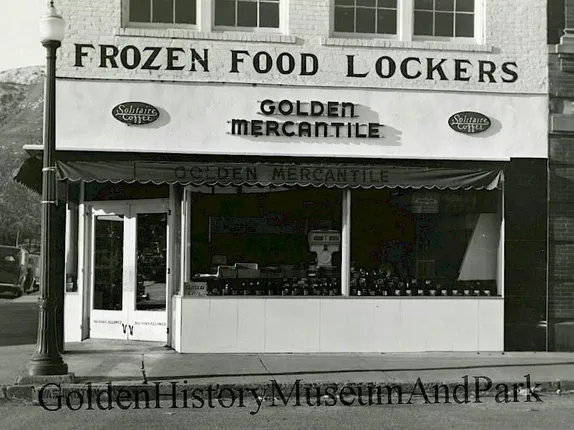 FROZEN FOOD LOCKERS
Solitaire
Coffee
GOLDEN
MERCANTILE
Solitaire
Coffee
GOLDEN MERCANTILE
GoldenHistoryMuseumAndPark